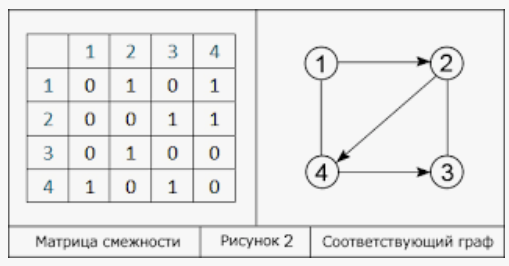 1 2 3 4
1 0 1 0 1
2 0 0 1 1
3 0 1 0 0
4 1 0 1 0
1 2
4 3
Матрица смежности Рисунок 2 Соответствующий граф